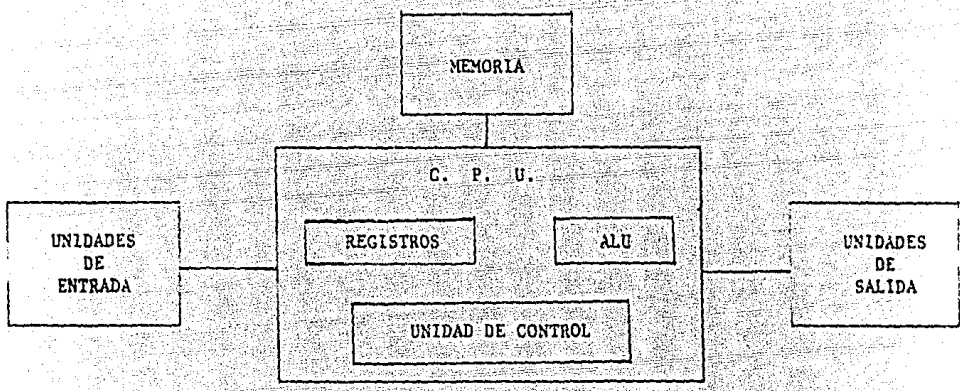 MEMORIA
C. P. U.
REGISTROS
ALU
UNIDAD DE CONTROL
UNIDADES
DE
ENTRADA
UNIDADES
DE
SALIDA